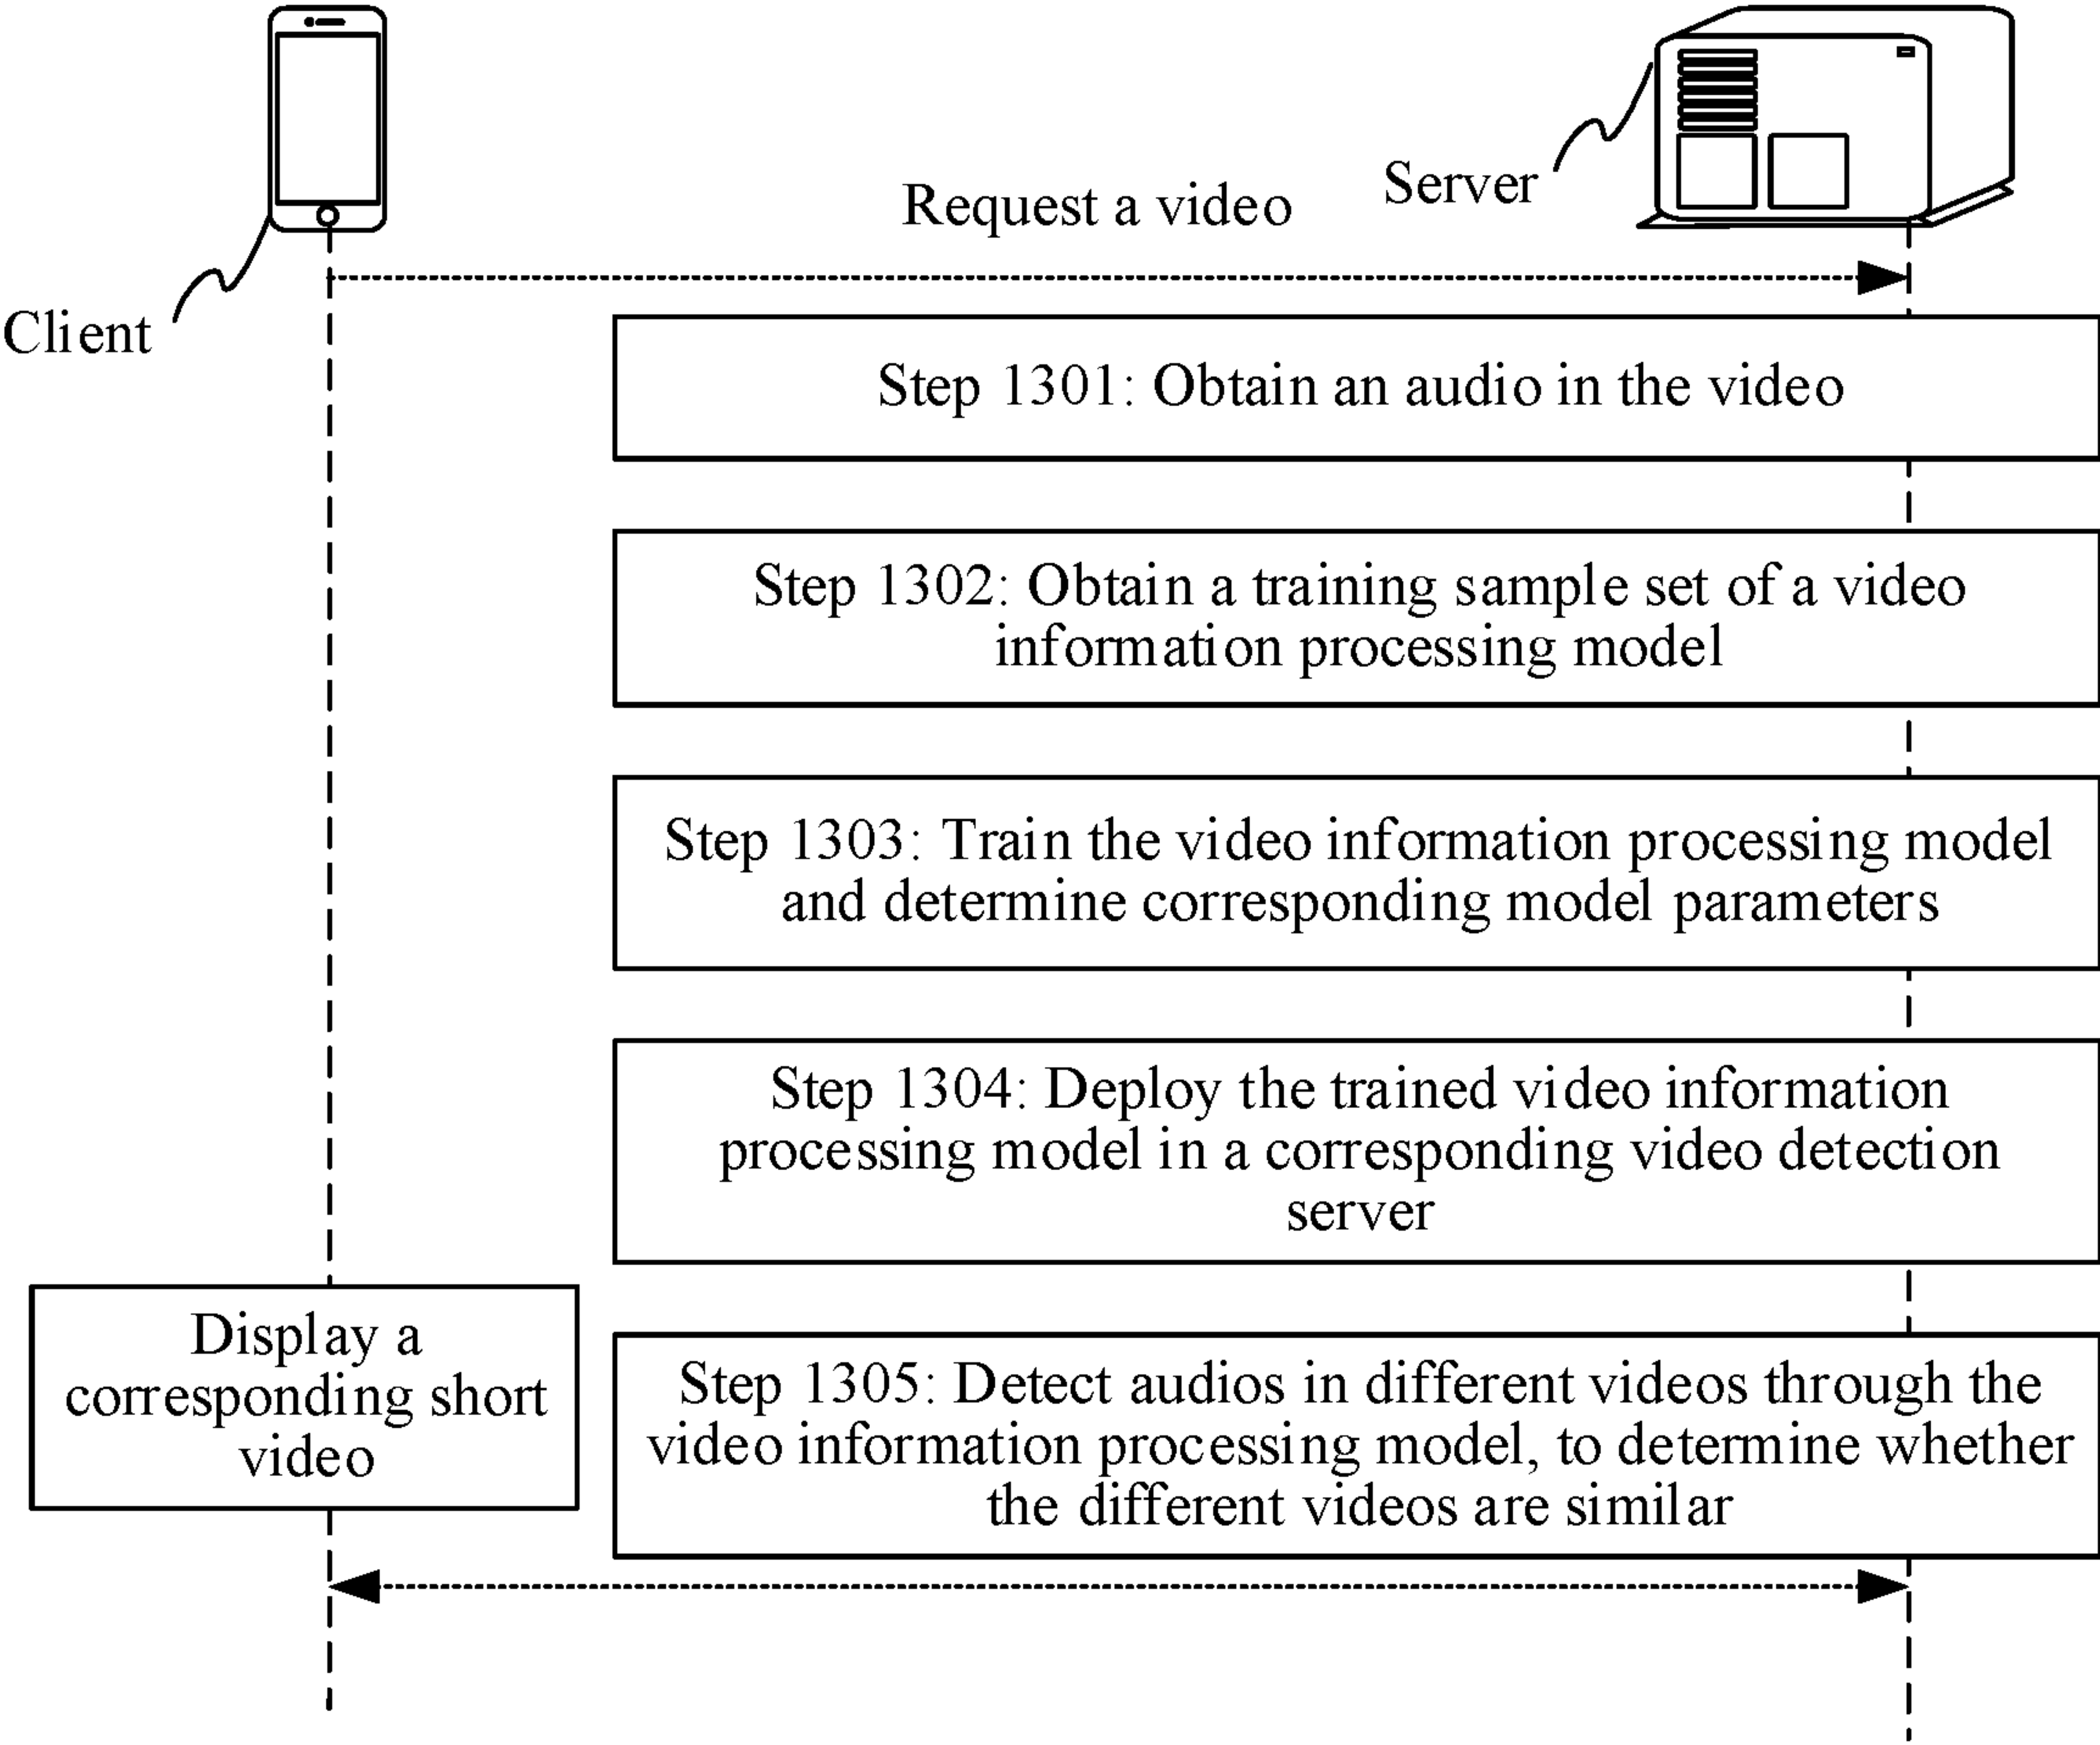 Server
Request a video
Client
Step 1301: Obtain an audio in the video
Step 1302: Obtain a training sample set of a video
information processing model
Step 1303: Train the video information processing model
and determine corresponding model parameters
Step 1304: Deploy the trained video information
processing model in a corresponding video detection
server
Display a
corresponding short
video
Step 1305: Detect audios in different videos through the
video information processing model, to determine whether
the different videos are similar